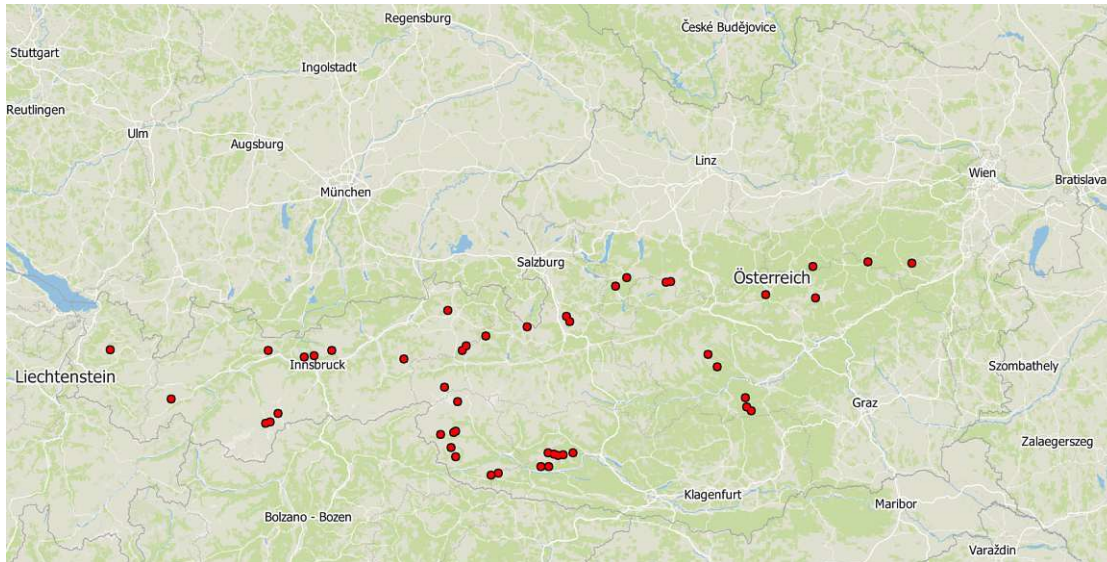 Regensburg
České Budějovice
Stuttgart
Ingolstadt
Reutlingen
Ulm
Augsburg
Linz
Wien
Bratislava
München
Salzburg
Österreich
Innsbruck
Liechtenstein
Szombathely
Graz
Zalaegerszeg
Klagenfurt
Maribor
Bolzano - Bozen
Varaždin